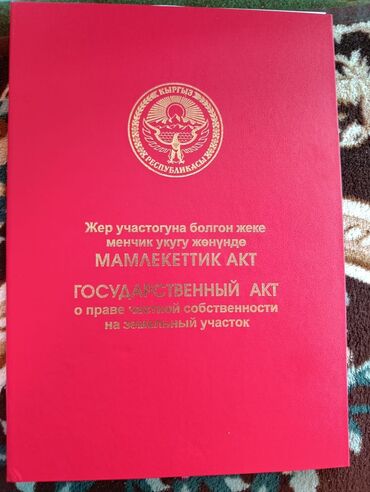 КЫРГЫЗ
РЕСПУБЛИКАСЫ
Жер участогуна болгон жеке
менчик укугу жөнүндө
МАМЛЕКЕТТИК АКТ
ГОСУДАРСТВЕННЫЙ АКТ
о праве частной собственности
на земельный участок